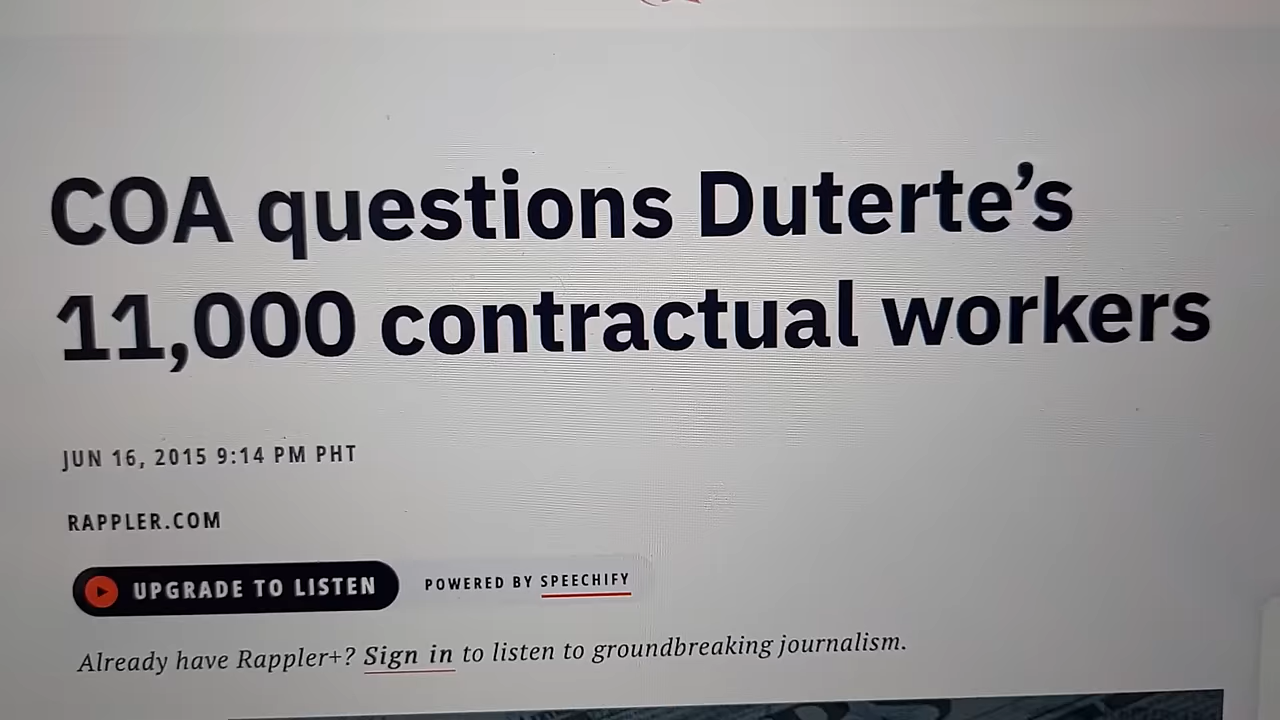 COA questions Duterte’s
11,000 contractual workers
JUN 16, 2015 9:14 PM PHT
RAPPLER.COM
UPGRADE TO LISTEN
POWERED BY SPEECHIFY
Already have Rappler+? Sign in to listen to groundbreaking journalism.